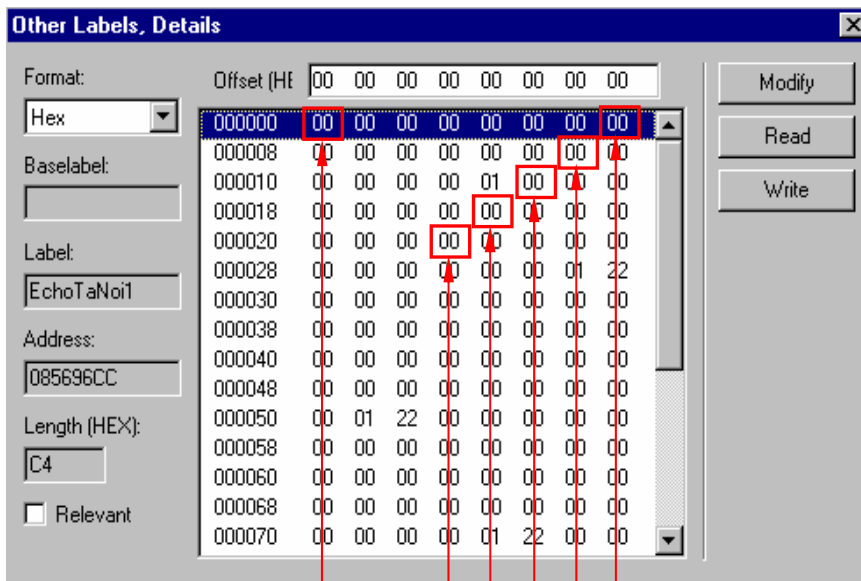 Other Labels, Details
Format:
Hex
Baselabel:
Label:
EchoTaNoi1
Address:
085696CC
Length (HEX):
C4
Relevant
Offset (HE 00 00 00 00 00 00 00 00
000000 00 00 00 00 00 00 00 00
000008 00 00 00 00 00 00 00 00
000010 00 00 00 00 01 00 00 00
000018 00 00 00 00 00 00 00 00
000020 00 00 00 00 00 00 00 00
000028 00 00 00 00 00 00 01 22
000030 00 00 00 00 00 00 00 00
000038 00 00 00 00 00 00 00 00
000040 00 00 00 00 00 00 00 00
000048 00 00 00 00 00 00 00 00
000050 00 01 22 00 00 00 00 00
000058 00 00 00 00 00 00 00 00
000060 00 00 00 00 00 00 00 00
000068 00 00 00 00 00 00 00 00
000070 00 00 00 00 01 22 00 00
Modify
Read
Write